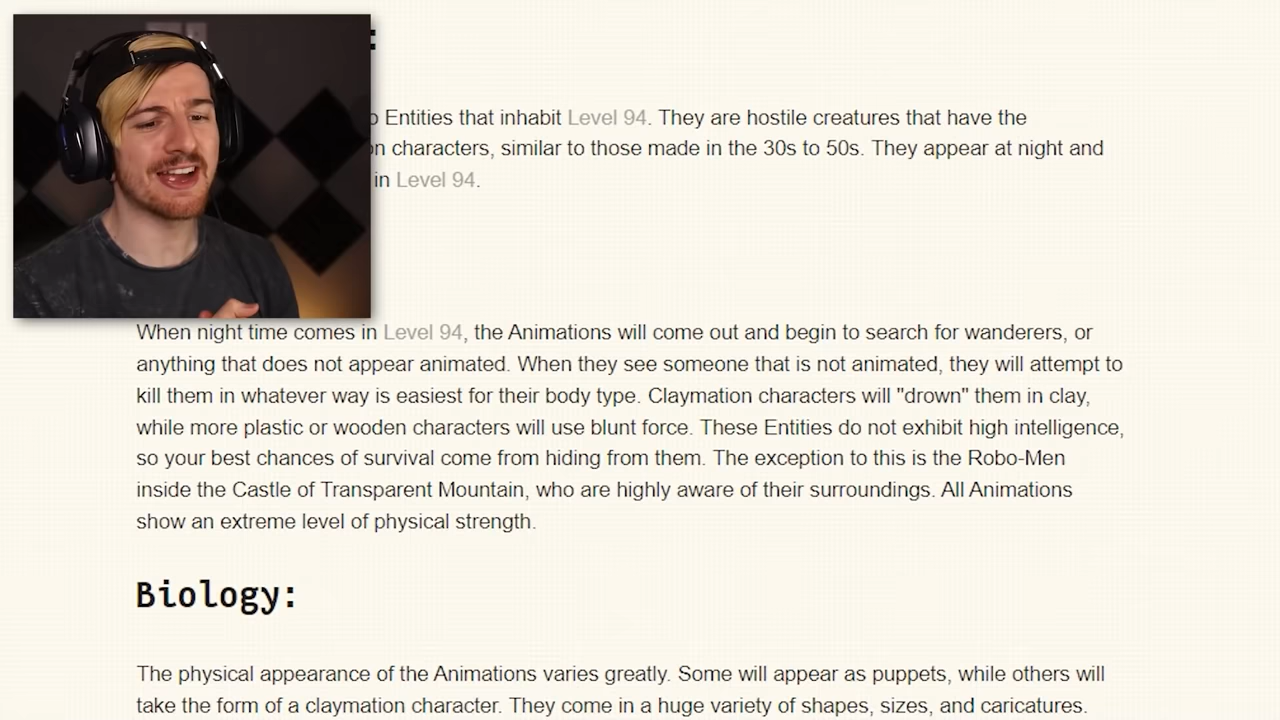 :
o Entities that inhabit Level 94. They are hostile creatures that have the
n characters, similar to those made in the 30s to 50s. They appear at night and
in Level 94.
When night time comes in Level 94, the Animations will come out and begin to search for wanderers, or
anything that does not appear animated. When they see someone that is not animated, they will attempt to
kill them in whatever way is easiest for their body type. Claymation characters will "drown" them in clay,
while more plastic or wooden characters will use blunt force. These Entities do not exhibit high intelligence,
so your best chances of survival come from hiding from them. The exception to this is the Robo-Men
inside the Castle of Transparent Mountain, who are highly aware of their surroundings. All Animations
show an extreme level of physical strength.
Biology:
The physical appearance of the Animations varies greatly. Some will appear as puppets, while others will
take the form of a claymation character. They come in a huge variety of shapes, sizes, and caricatures.